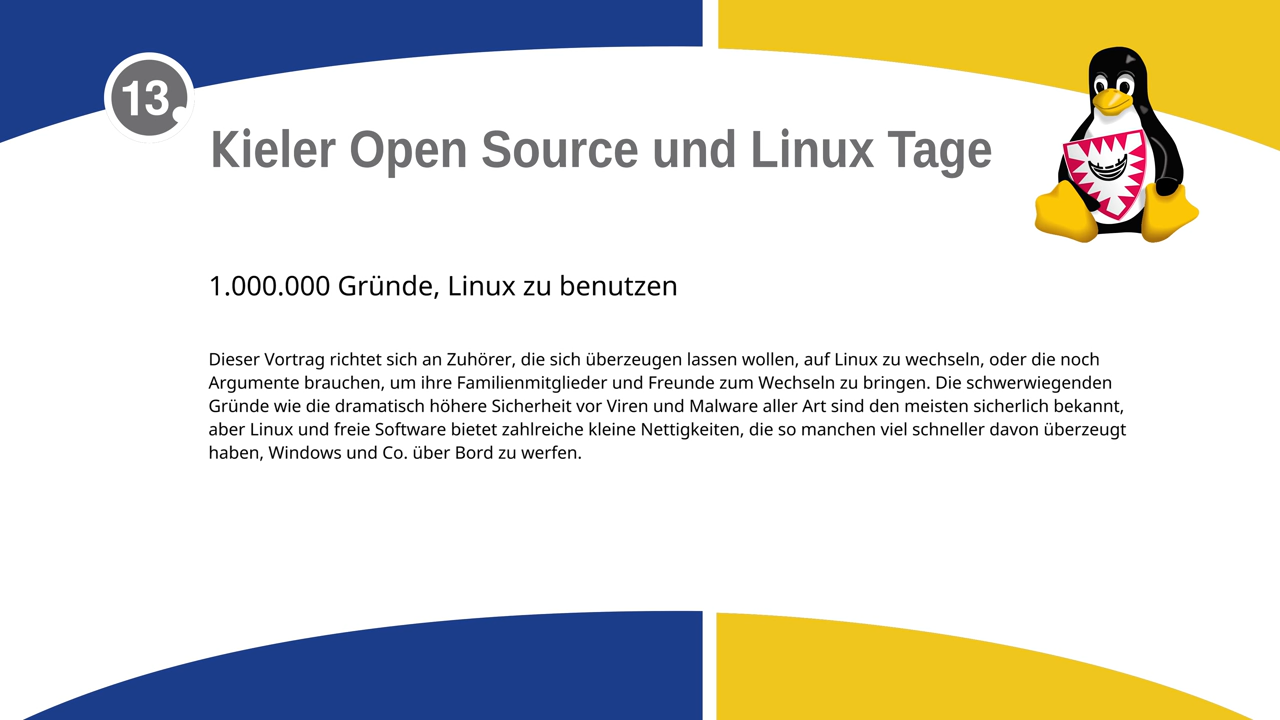 13.
Kieler Open Source und Linux Tage
1.000.000 Gründe, Linux zu benutzen
Dieser Vortrag richtet sich an Zuhörer, die sich überzeugen lassen wollen, auf Linux zu wechseln, oder die noch
Argumente brauchen, um ihre Familienmitglieder und Freunde zum Wechseln zu bringen. Die schwerwiegenden
Gründe wie die dramatisch höhere Sicherheit vor Viren und Malware aller Art sind den meisten sicherlich bekannt,
aber Linux und freie Software bietet zahlreiche kleine Nettigkeiten, die so manchen viel schneller davon überzeugt
haben, Windows und Co. über Bord zu werfen.